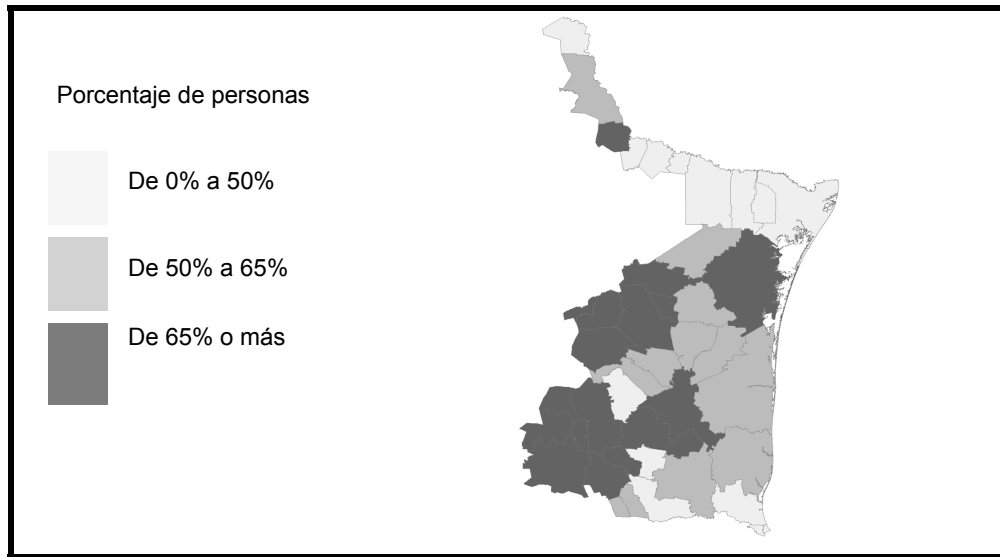 Porcentaje de personas
De 0% a 50%
De 50% a 65%
De 65% o más